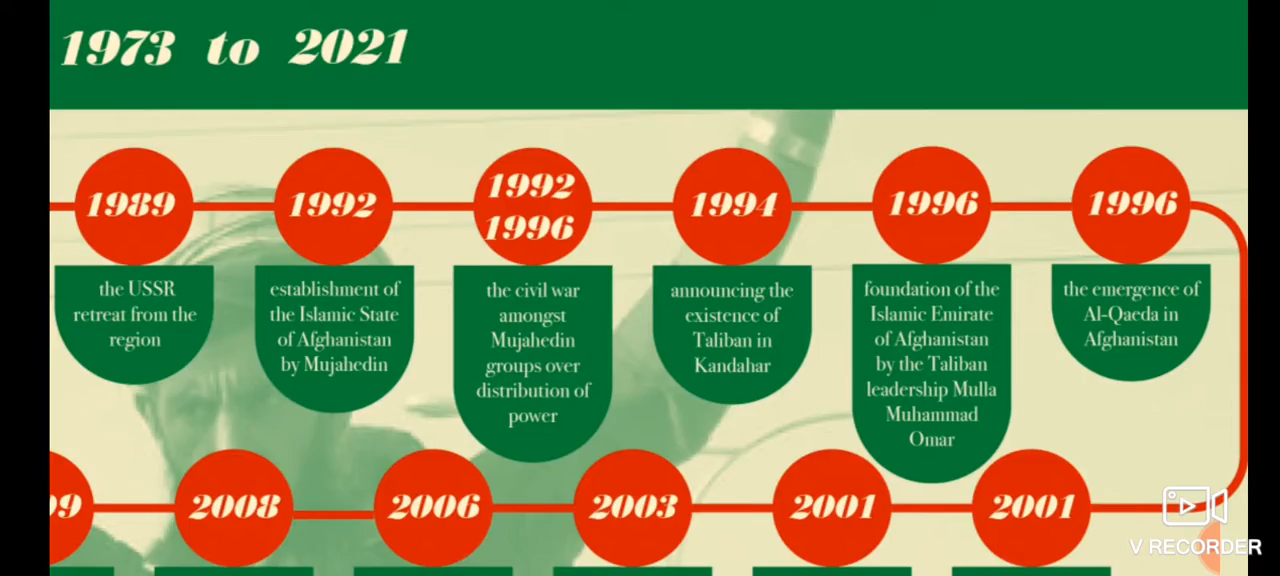 1973 to 2021
1989
1992
1992
1996
1994
1996
1996
the USSR
retreat from the
region
establishment of
the Islamic State
of Afghanistan
by Mujahedin
the civil war
amongst
Mujahedin
groups over
distribution of
power
announcing the
existence of
Taliban in
Kandahar
foundation of the
Islamic Emirate
of Afghanistan
by the Taliban
leadership Mulla
Muhammad
Omar
the emergence of
Al-Qaeda in
Afghanistan
09
2008
2006
2003
2001
2001
V RECORDER